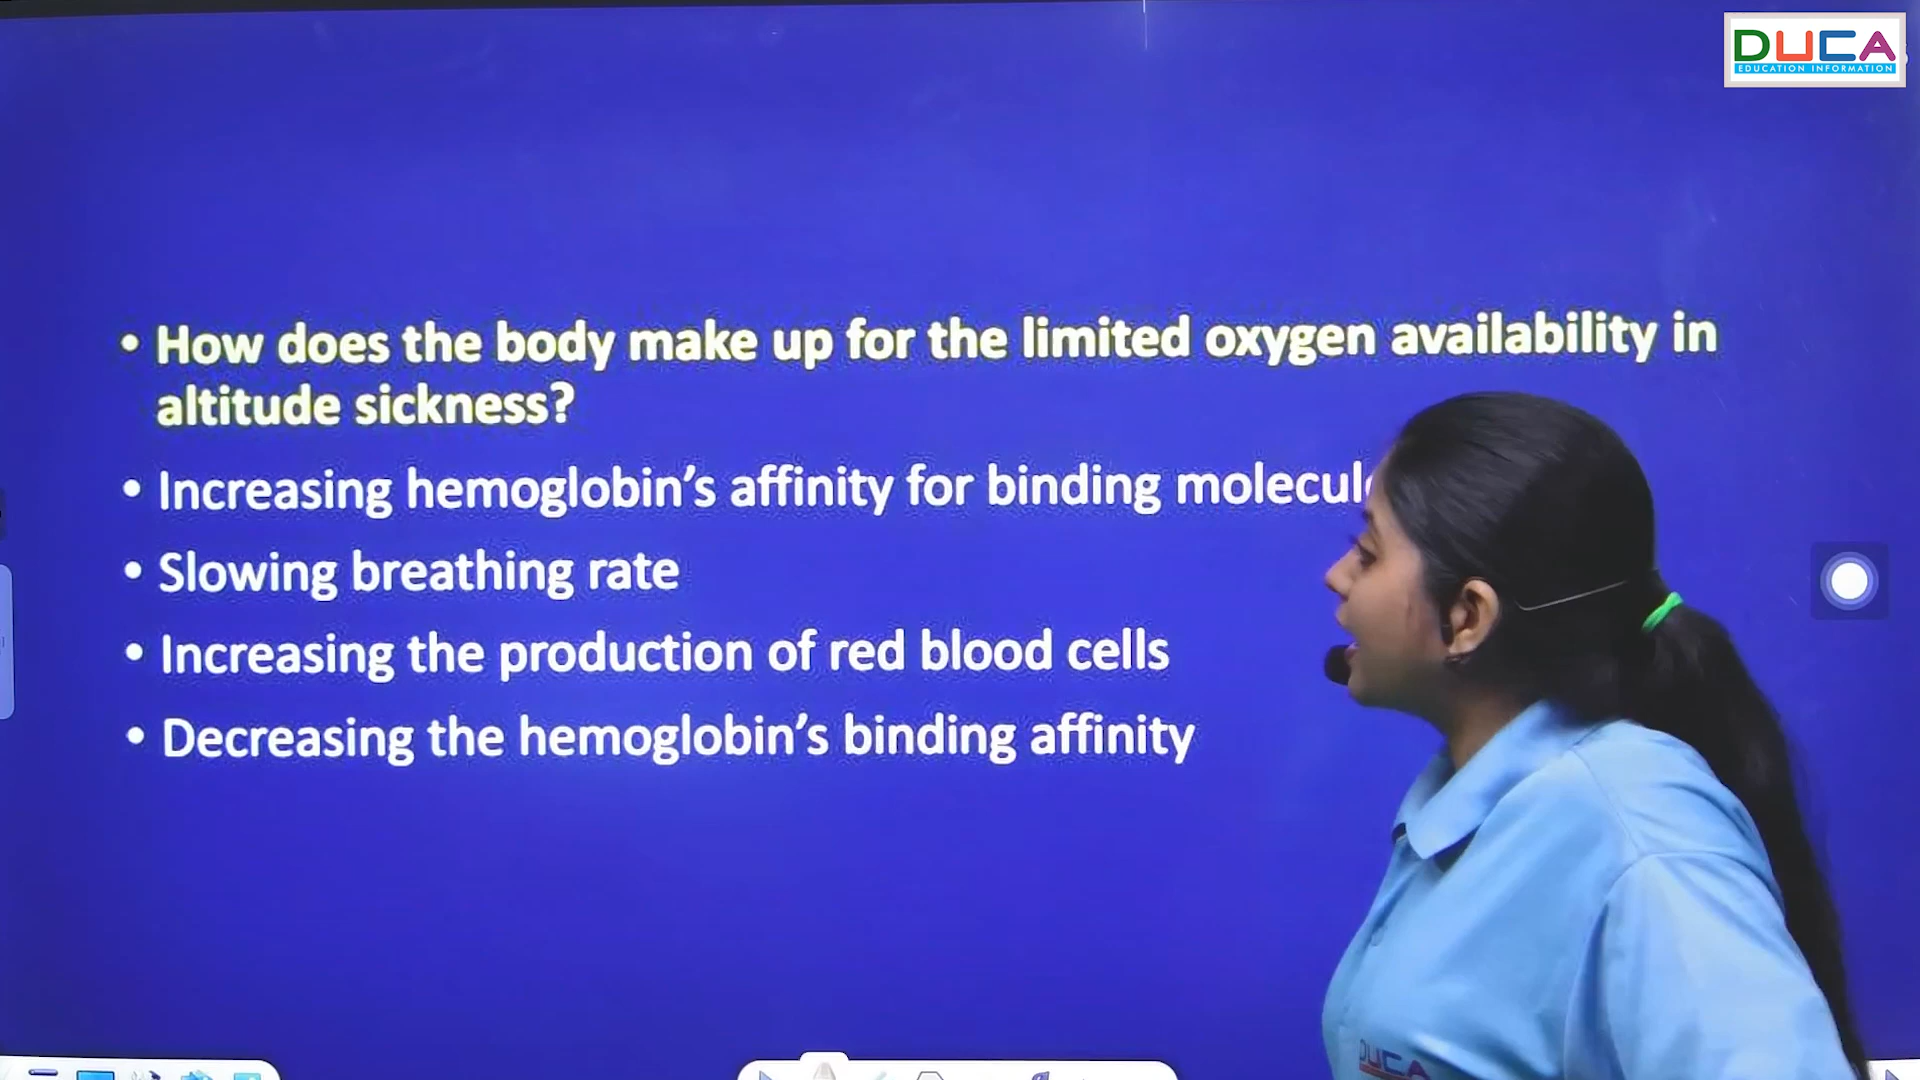 DUCA
EDUCATION INFORMATION
• How does the body make up for the limited oxygen availability in
altitude sickness?
• Increasing hemoglobin's affinity for binding
• Slowing breathing rate
• Increasing the production of red blood cells
• Decreasing the hemoglobin's binding affinity
DUCA